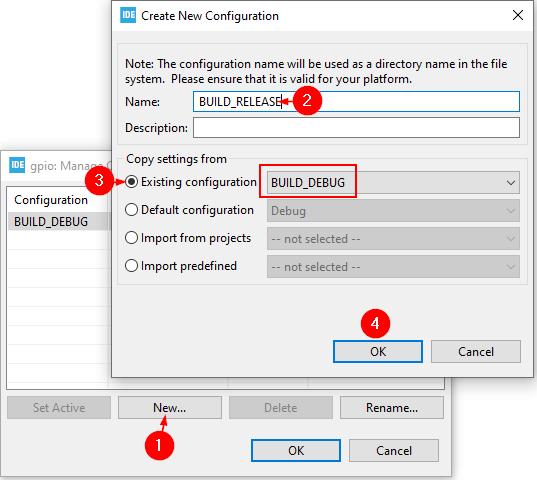 IDE Create New Configuration
Note: The configuration name will be used as a directory name in the file
system. Please ensure that it is valid for your platform.
Name: BUILD_RELEASE 2
Description:
Copy settings from
3 Existing configuration BUILD_DEBUG
Default configuration Debug
Import from projects -- not selected --
Import predefined -- not selected --
4
OK Cancel
IDE gpio: Manage
Configuration
BUILD_DEBUG
Set Active New... Delete Rename...
1
OK Cancel